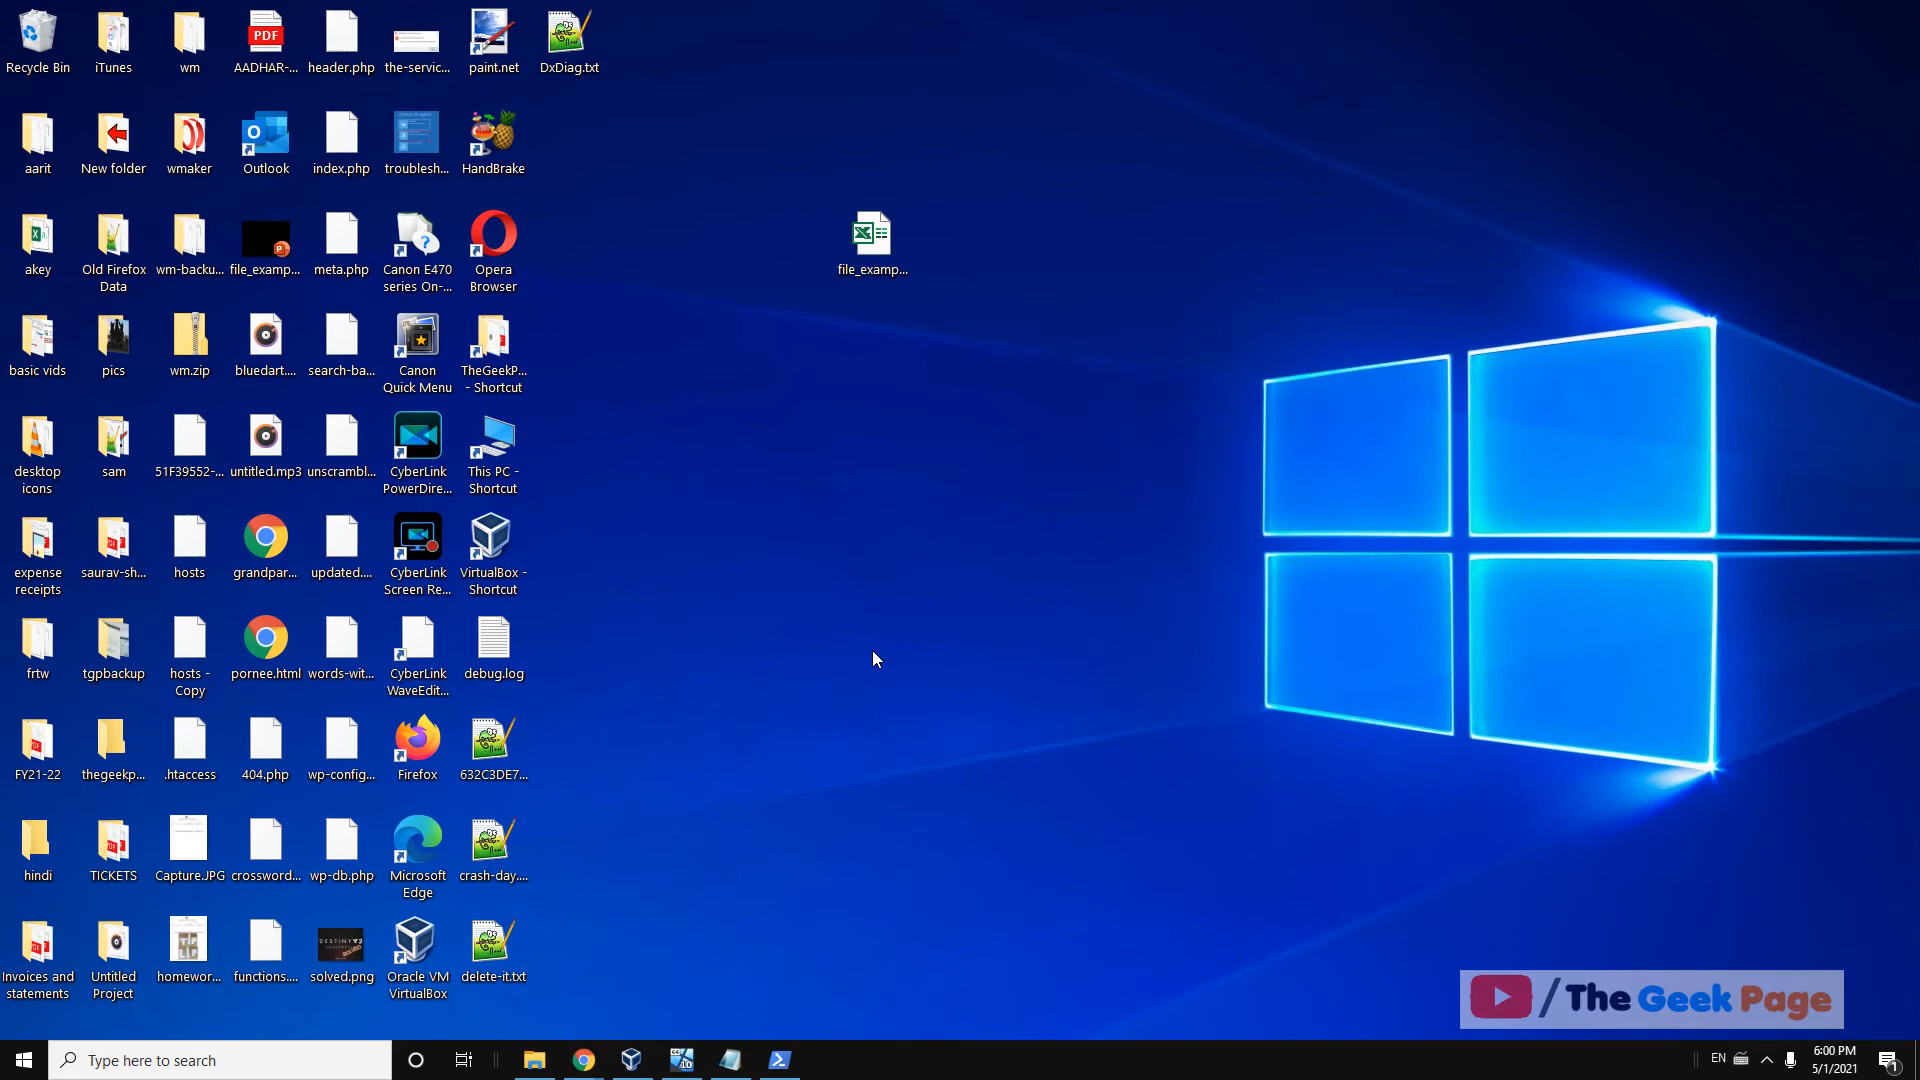 Recycle Bin
iTunes
wm
AADHAR-...
header.php
the-servic...
paint.net
DxDiag.txt
aarit
New folder
wmaker
Outlook
index.php
troublesh...
HandBrake
akey
Old Firefox
Data
wm-backu...
file_examp...
meta.php
Canon E470
series On-...
Opera
Browser
file_examp...
basic vids
pics
wm.zip
bluedart....
search-ba...
Canon
Quick Menu
TheGeekP...
- Shortcut
desktop
icons
sam
51F39552-...
untitled.mp3
unscrambl...
CyberLink
PowerDire...
This PC -
Shortcut
expense
receipts
saurav-sh...
hosts
grandpar...
updated....
CyberLink
Screen Re...
VirtualBox -
Shortcut
frtw
tgpbackup
hosts -
Copy
pornee.html
words-wit...
CyberLink
WaveEdit...
debug.log
FY21-22
thegeekp...
.htaccess
404.php
wp-config...
Firefox
632C3DE7...
hindi
TICKETS
Capture.JPG
crossword...
wp-db.php
Microsoft
Edge
crash-day....
Invoices and
statements
Untitled
Project
homewor...
functions....
solved.png
Oracle VM
VirtualBox
delete-it.txt
PDF
/ The Geek Page
Type here to search
EN
6:00 PM
5/1/2021
1